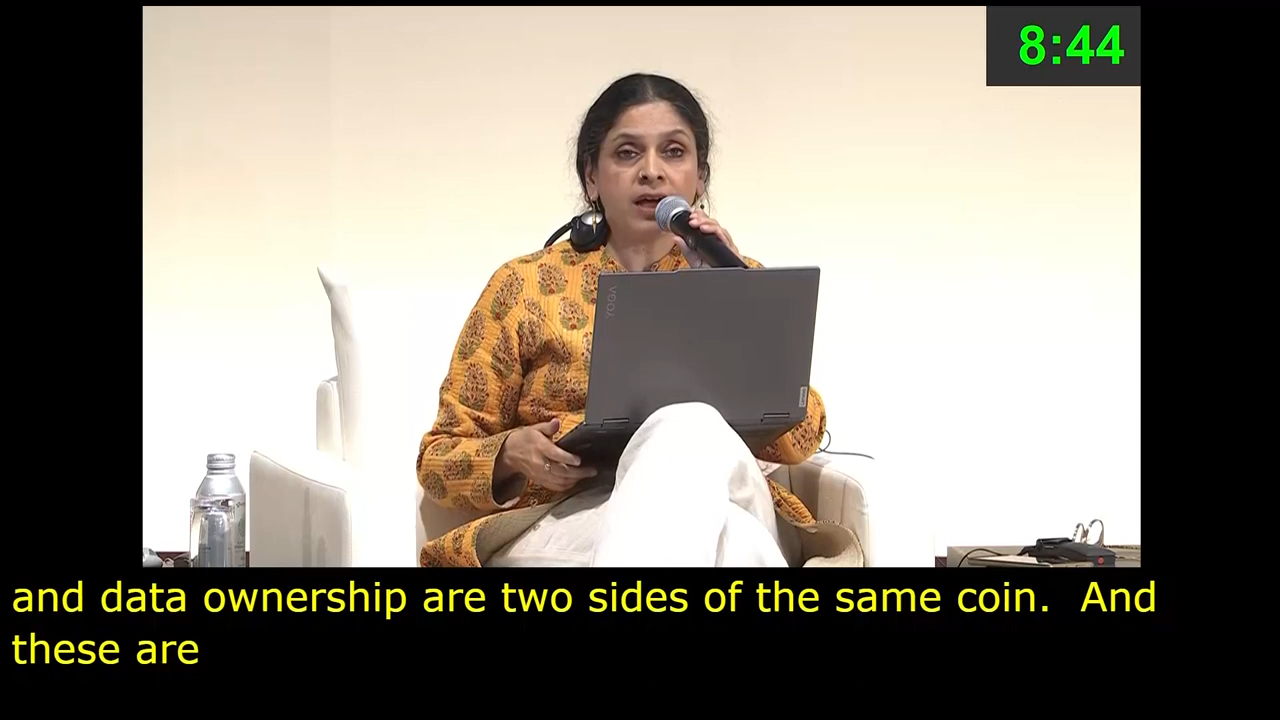 8:44
YOGA
and data ownership are two sides of the same coin.  And
these are